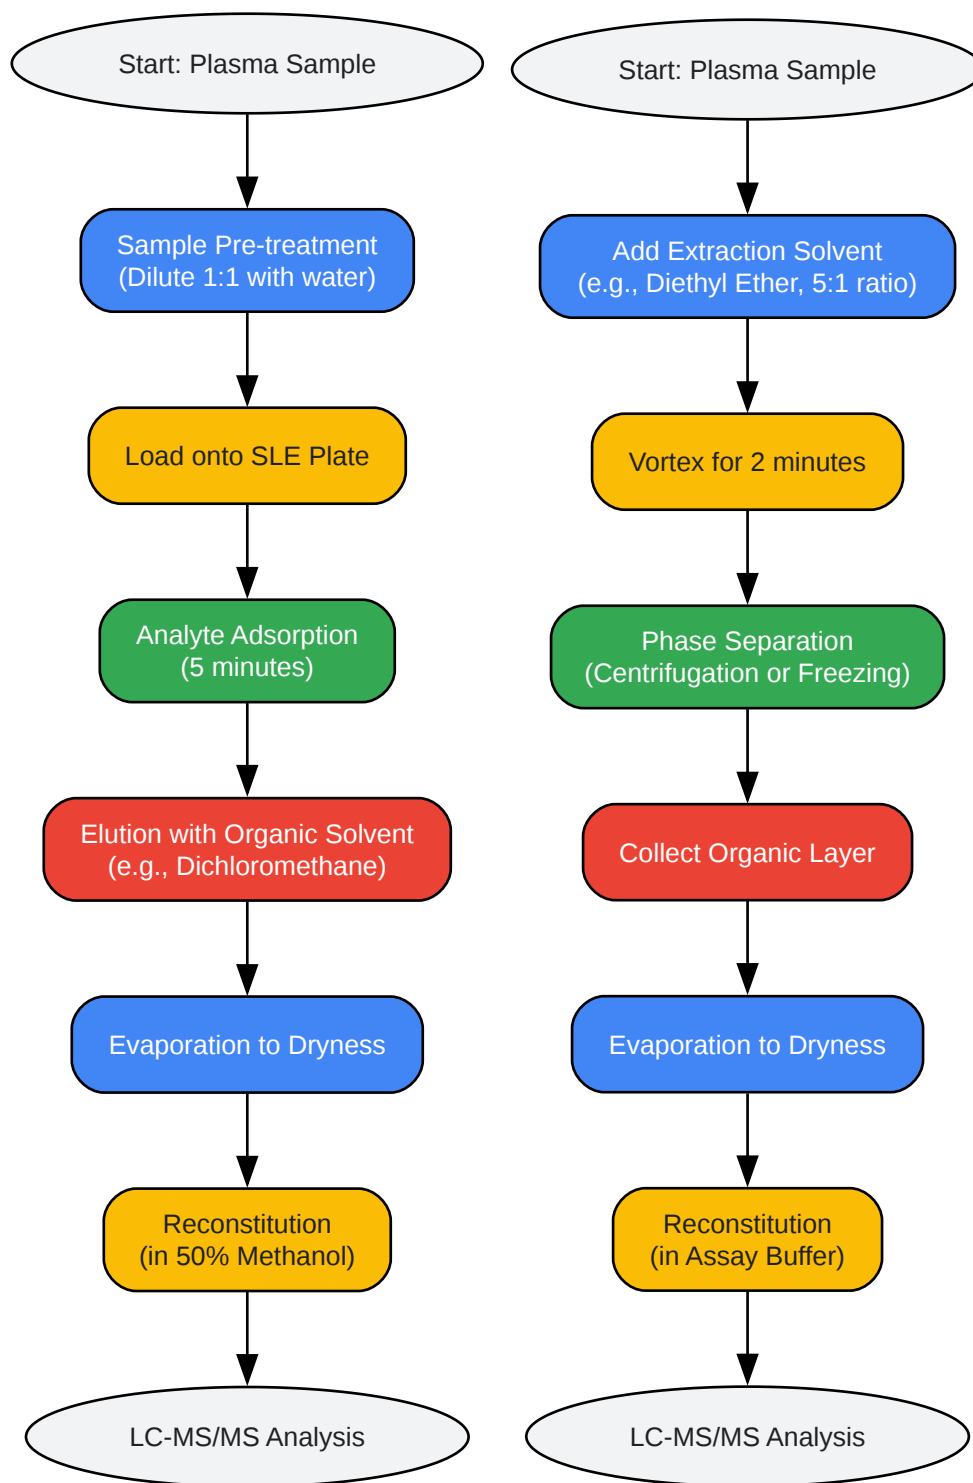 Start: Plasma Sample
Sample Pre-treatment
(Dilute 1:1 with water)
Load onto SLE Plate
Analyte Adsorption
(5 minutes)
Elution with Organic Solvent
(e.g., Dichloromethane)
Evaporation to Dryness
Reconstitution
(in 50% Methanol)
LC-MS/MS Analysis
Start: Plasma Sample
Add Extraction Solvent
(e.g., Diethyl Ether, 5:1 ratio)
Vortex for 2 minutes
Phase Separation
(Centrifugation or Freezing)
Collect Organic Layer
Evaporation to Dryness
Reconstitution
(in Assay Buffer)
LC-MS/MS Analysis